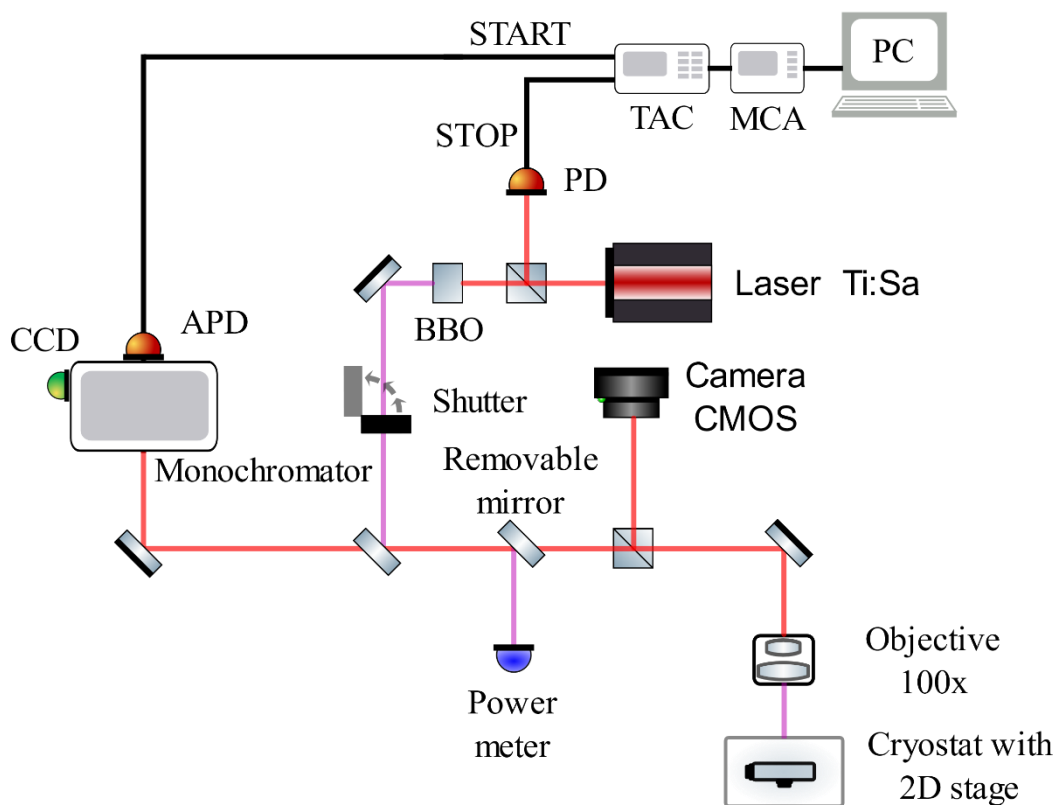 START
PC
TAC
MCA
STOP
PD
Laser Ti:Sa
BBO
APD
CCD
Camera
CMOS
Shutter
Monochromator
Removable
mirror
Objective
100x
Power
meter
Cryostat with
2D stage